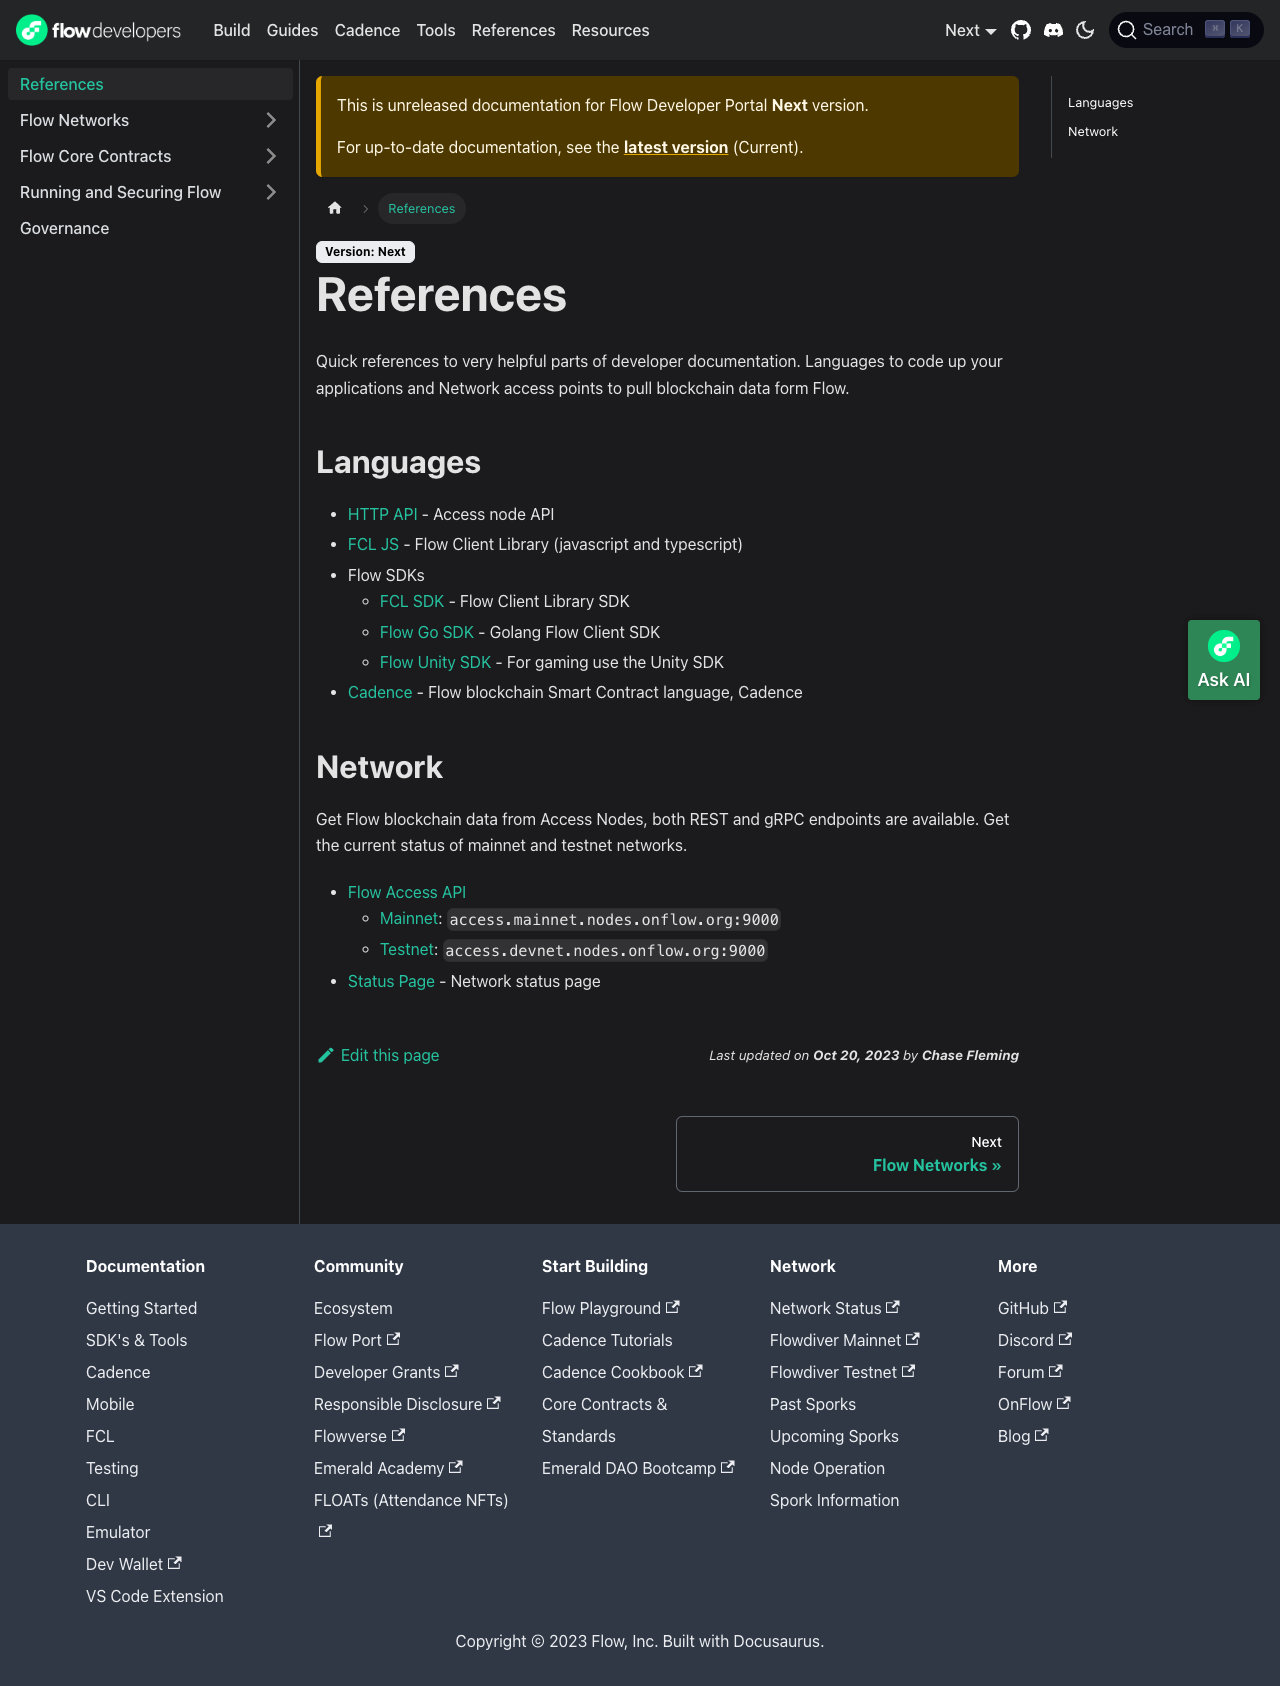 flowdevelopers Build Guides Cadence Tools References Resources Next Search ⌘ K
References
Flow Networks
Flow Core Contracts
Running and Securing Flow
Governance
This is unreleased documentation for Flow Developer Portal Next version.
For up-to-date documentation, see the latest version (Current).
References
Version: Next
References
Quick references to very helpful parts of developer documentation. Languages to code up your
applications and Network access points to pull blockchain data form Flow.
Languages
HTTP API - Access node API
FCL JS - Flow Client Library (javascript and typescript)
Flow SDKs
FCL SDK - Flow Client Library SDK
Flow Go SDK - Golang Flow Client SDK
Flow Unity SDK - For gaming use the Unity SDK
Cadence - Flow blockchain Smart Contract language, Cadence
Network
Get Flow blockchain data from Access Nodes, both REST and gRPC endpoints are available. Get
the current status of mainnet and testnet networks.
Flow Access API
Mainnet: access.mainnet.nodes.onflow.org:9000
Testnet: access.devnet.nodes.onflow.org:9000
Status Page - Network status page
Edit this page
Last updated on Oct 20, 2023 by Chase Fleming
Next
Flow Networks »
Languages
Network
Ask AI
Documentation
Getting Started
SDK's & Tools
Cadence
Mobile
FCL
Testing
CLI
Emulator
Dev Wallet
VS Code Extension
Community
Ecosystem
Flow Port
Developer Grants
Responsible Disclosure
Flowverse
Emerald Academy
FLOATs (Attendance NFTs)
Start Building
Flow Playground
Cadence Tutorials
Cadence Cookbook
Core Contracts &
Standards
Emerald DAO Bootcamp
Network
Network Status
Flowdiver Mainnet
Flowdiver Testnet
Past Sporks
Upcoming Sporks
Node Operation
Spork Information
More
GitHub
Discord
Forum
OnFlow
Blog
Copyright © 2023 Flow, Inc. Built with Docusaurus.